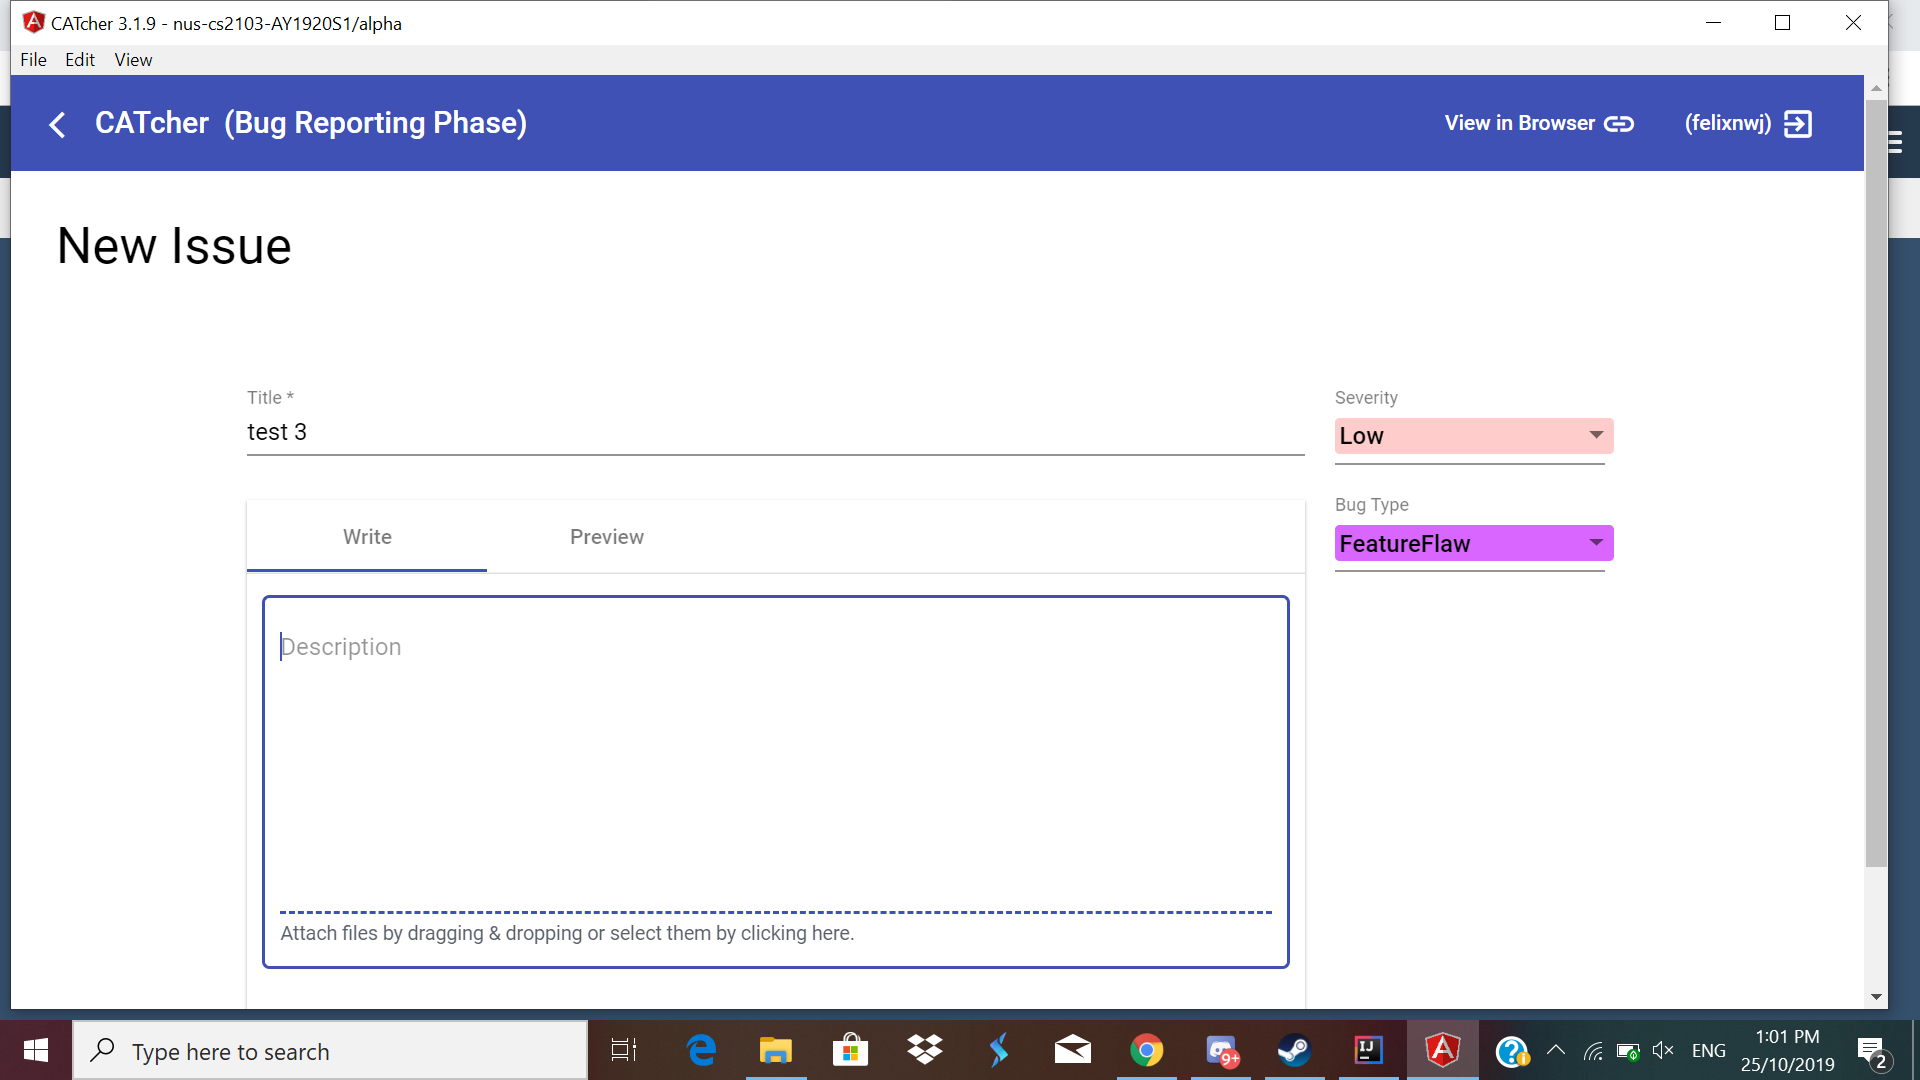 CATcher 3.1.9 - nus-cs2103-AY1920S1/alpha
File Edit View
CATcher (Bug Reporting Phase)
View in Browser
(felixnwj)
New Issue
Title *
test 3
Severity
Low
Bug Type
FeatureFlaw
Write
Preview
Description
Attach files by dragging & dropping or select them by clicking here.
Type here to search
9+
IJ
ENG
1:01 PM
25/10/2019
2